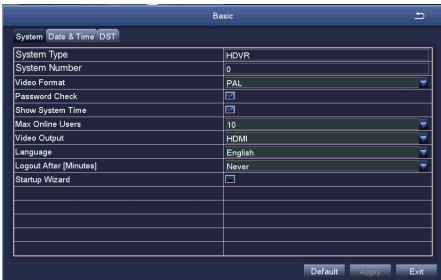 Basic
System Date & Time DST
System Type HDVR
System Number 0
Video Format PAL
Password Check
Show System Time
Max Online Users 10
Video Output HDMI
Language English
Logout After [Minutes] Never
Startup Wizard
Default Apply Exit